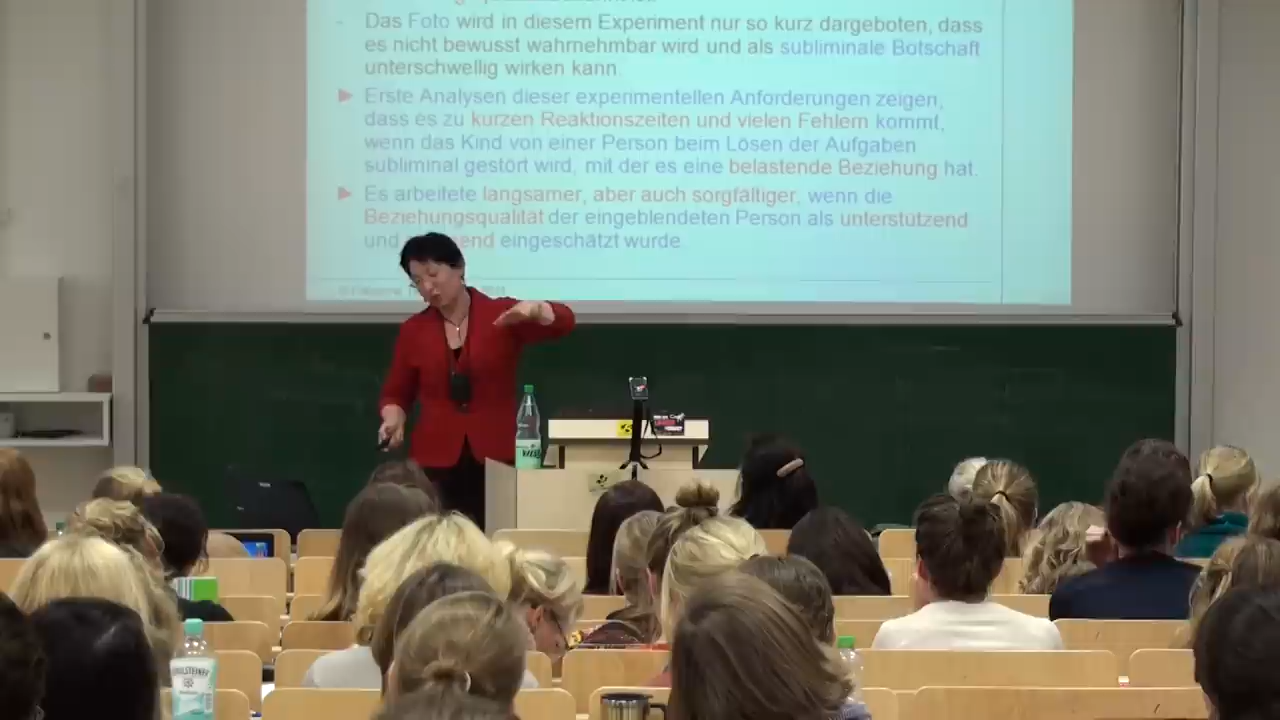 - Das Foto wird in diesem Experiment nur so kurz dargeboten, dass
es nicht bewusst wahrnehmbar wird und als subliminale Botschaft
unterschwellig wirken kann.
► Erste Analysen dieser experimentellen Anforderungen zeigen,
dass es zu kurzen Reaktionszeiten und vielen Fehlern kommt,
wenn das Kind von einer Person beim Lösen der Aufgaben
subliminal gestört wird, mit der es eine belastende Beziehung hat.
► Es arbeitete langsamer, aber auch sorgfältiger, wenn die
Beziehungsqualität der eingeblendeten Person als unterstützend
und end eingeschätzt wurde.